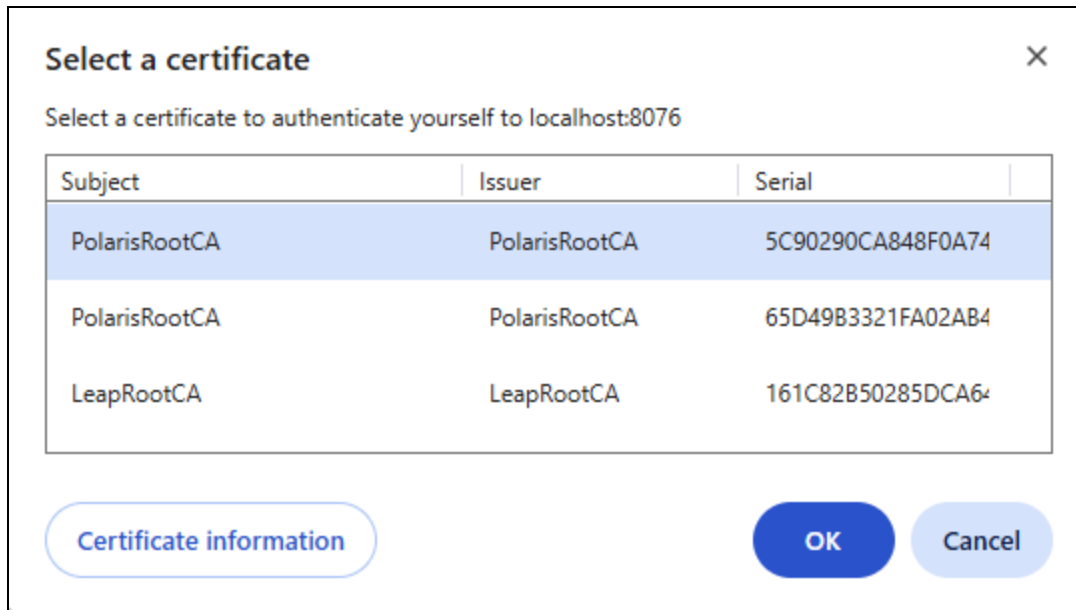 Select a certificate
Select a certificate to authenticate yourself to localhost:8076
Subject Issuer Serial
PolarisRootCA PolarisRootCA 5C90290CA848F0A74
PolarisRootCA PolarisRootCA 65D49B3321FA02AB4
LeapRootCA LeapRootCA 161C82B50285DCA64
Certificate information OK Cancel